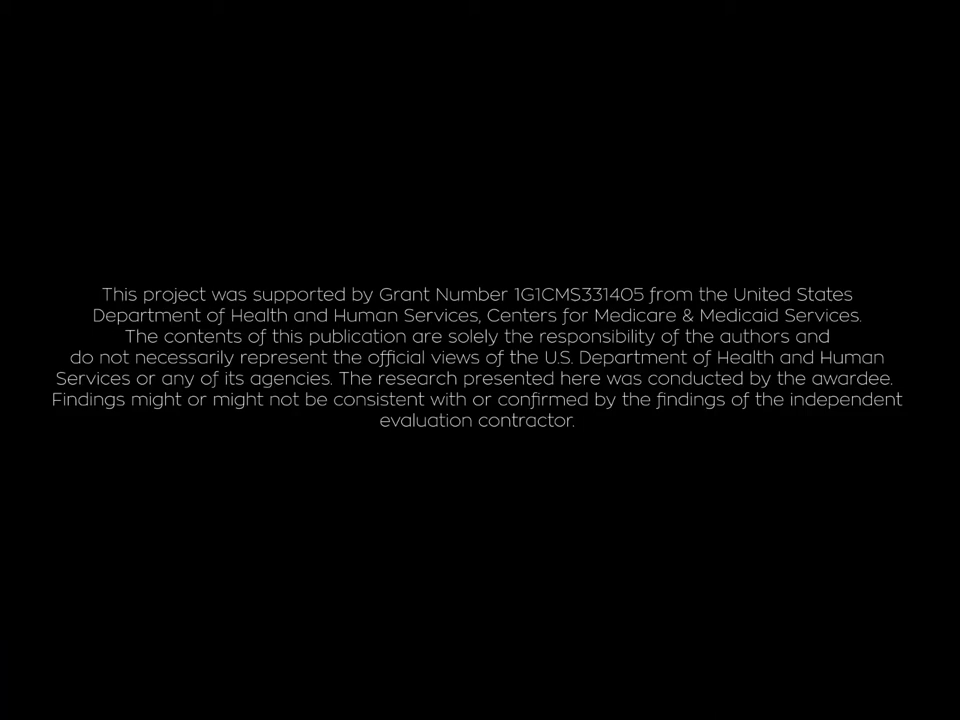 This project was supported by Grant Number 1G1CMS331405 from the United States
Department of Health and Human Services, Centers for Medicare & Medicaid Services.
The contents of this publication are solely the responsibility of the authors and
do not necessarily represent the official views of the U.S. Department of Health and Human
Services or any of its agencies. The research presented here was conducted by the awardee.
Findings might or might not be consistent with or confirmed by the findings of the independent
evaluation contractor.